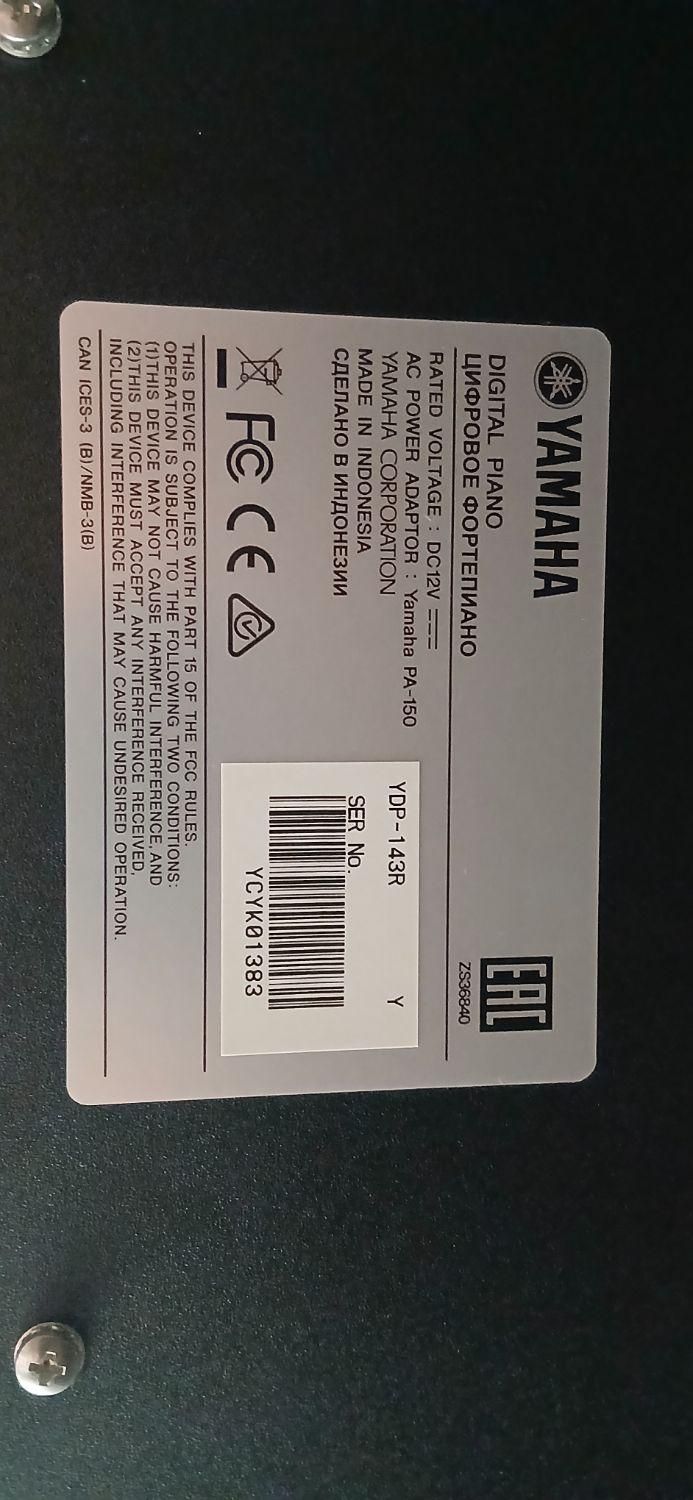 YAMAHA
DIGITAL PIANO
ЦИФРОВОЕ ФОРТЕПИАНО
EAC
ZS36840
RATED VOLTAGE : DC12V
AC POWER ADAPTOR : Yamaha PA-150
YAMAHA CORPORATION
MADE IN INDONESIA
СДЕЛАНО В ИНДОНЕЗИИ
YDP-143R Y
SER No.
YCYK01383
FC CE
THIS DEVICE COMPLIES WITH PART 15 OF THE FCC RULES.
OPERATION IS SUBJECT TO THE FOLLOWING TWO CONDITIONS:
(1)THIS DEVICE MAY NOT CAUSE HARMFUL INTERFERENCE, AND
(2)THIS DEVICE MUST ACCEPT ANY INTERFERENCE RECEIVED,
INCLUDING INTERFERENCE THAT MAY CAUSE UNDESIRED OPERATION.
CAN ICES-3 (B)/NMB-3(B)